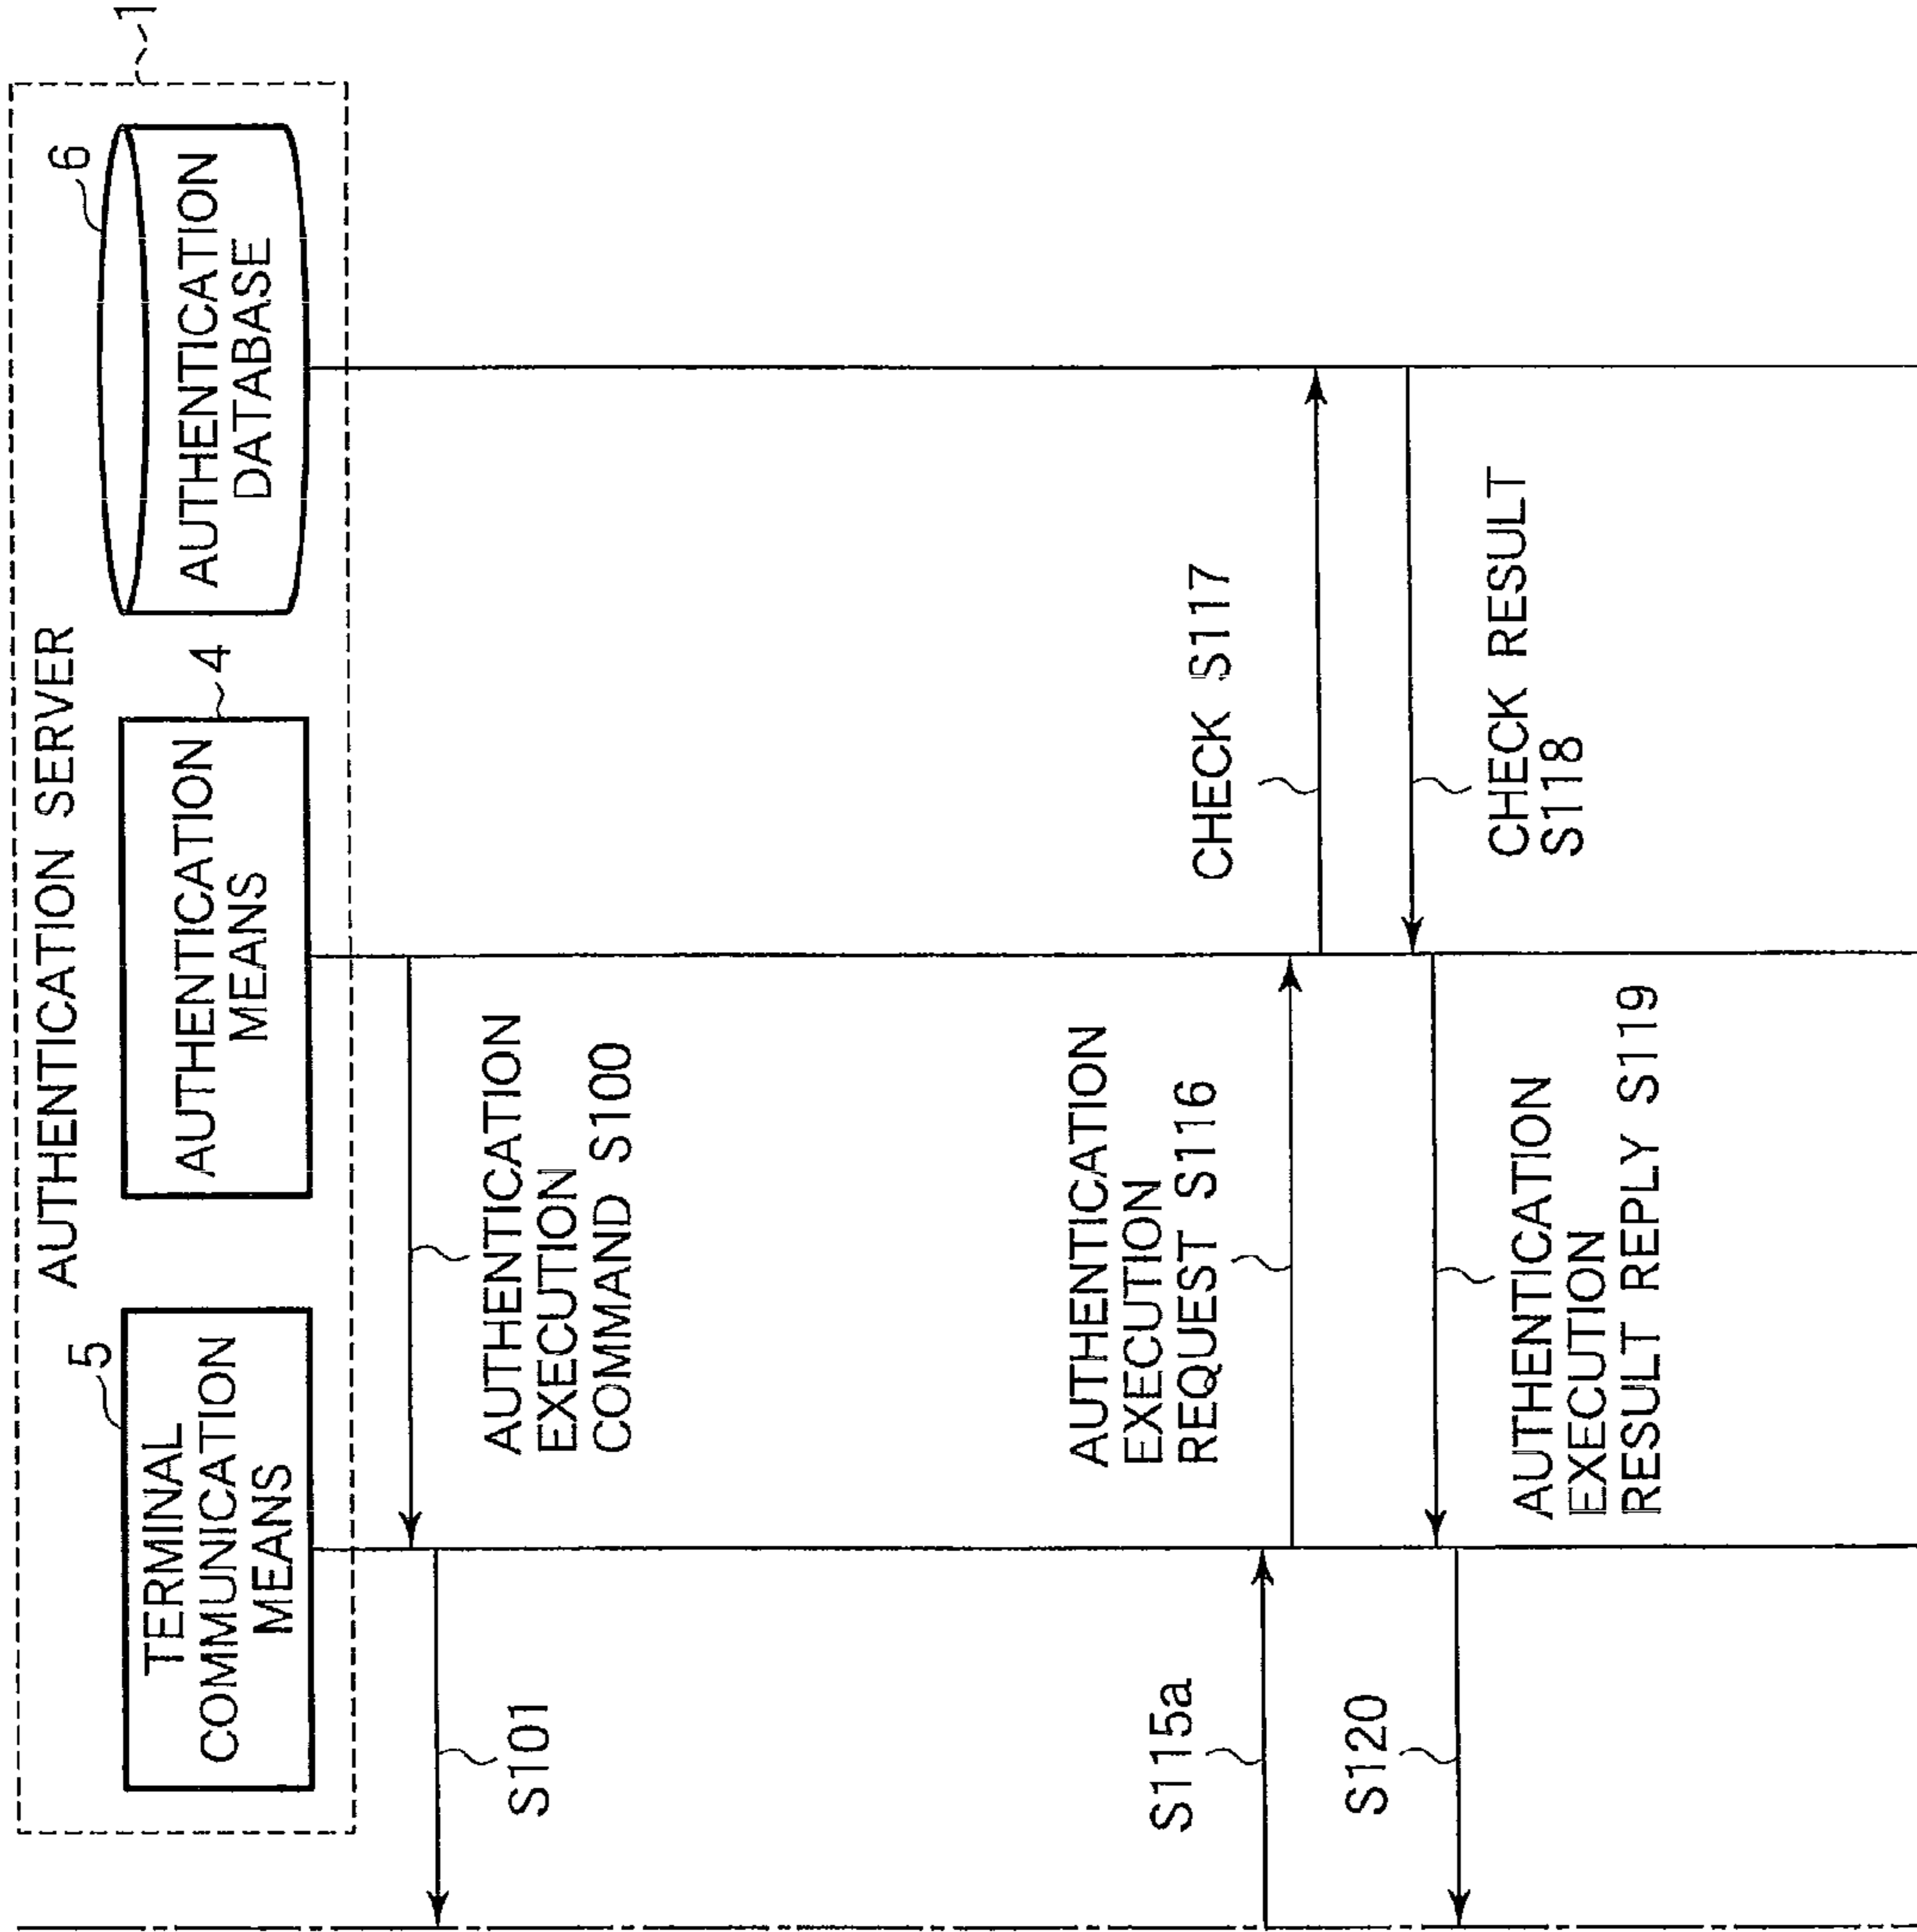 AUTHENTICATION SERVER
1
5
TERMINAL
COMMUNICATION
MEANS
4
AUTHENTICATION
MEANS
6
AUTHENTICATION
DATABASE
AUTHENTICATION
EXECUTION
COMMAND S100
S101
S115a
AUTHENTICATION
EXECUTION
REQUEST S116
CHECK S117
CHECK RESULT
S118
AUTHENTICATION
EXECUTION
RESULT REPLY S119
S120